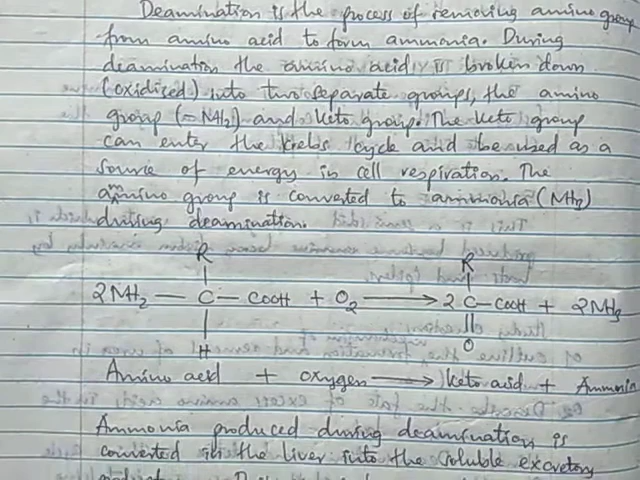 Deamination is the process of removing amino group
from amino acid to form ammonia. During
deamination the amino acid is broken down
(oxidised) into two separate groups, the amino
group (-NH2) and keto group. The keto group
can enter the krebs cycle and be used as a
source of energy in cell respiration. The
amino group is converted to ammonia (NH3)
during deamination.
R R
2NH2 — C — COOH + O2 → 2 C — COOH + 2NH3
H O
Amino acid + oxygen → keto acid + Ammonia
Ammonia produced during deamination is
converted in the liver into the soluble excretory